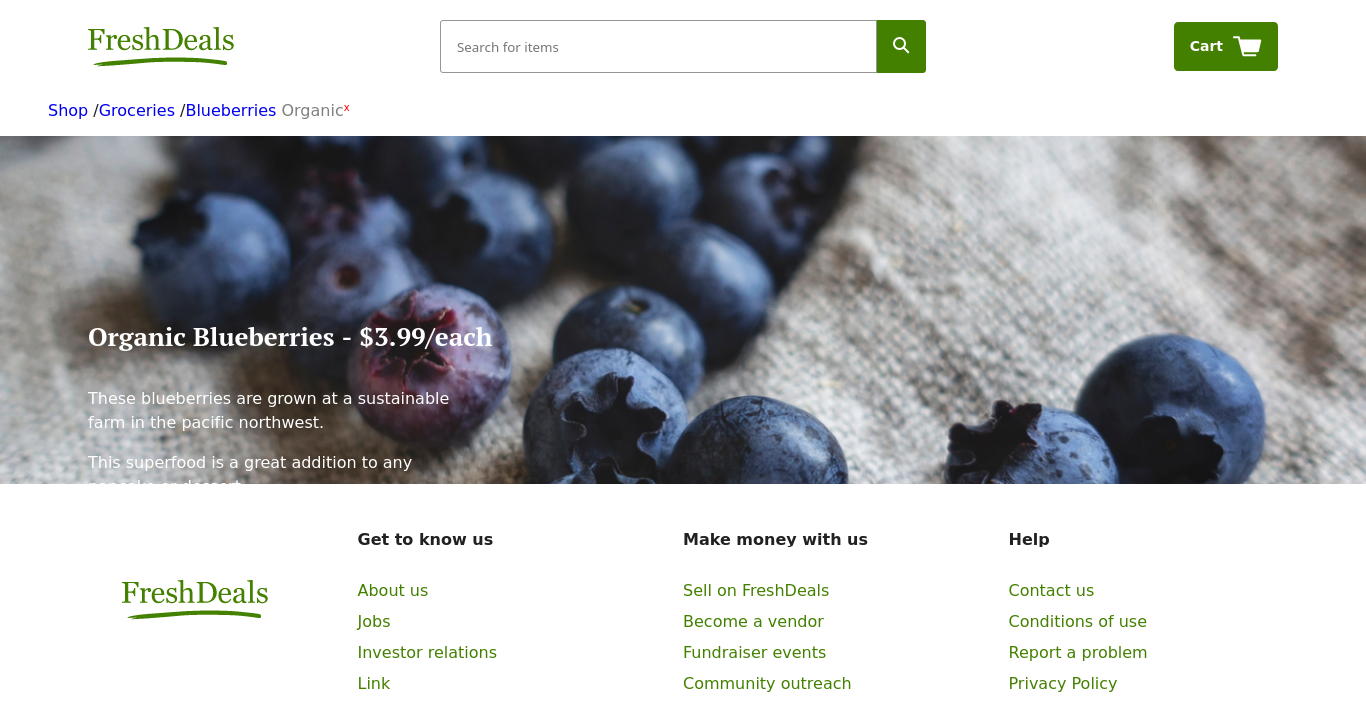 FreshDeals
Search for items
Cart
Shop /Groceries /Blueberries Organicx
Organic Blueberries - $3.99/each
These blueberries are grown at a sustainable
farm in the pacific northwest.
This superfood is a great addition to any
Get to know us
Make money with us
Help
FreshDeals
About us
Sell on FreshDeals
Contact us
Jobs
Become a vendor
Conditions of use
Investor relations
Fundraiser events
Report a problem
Link
Community outreach
Privacy Policy